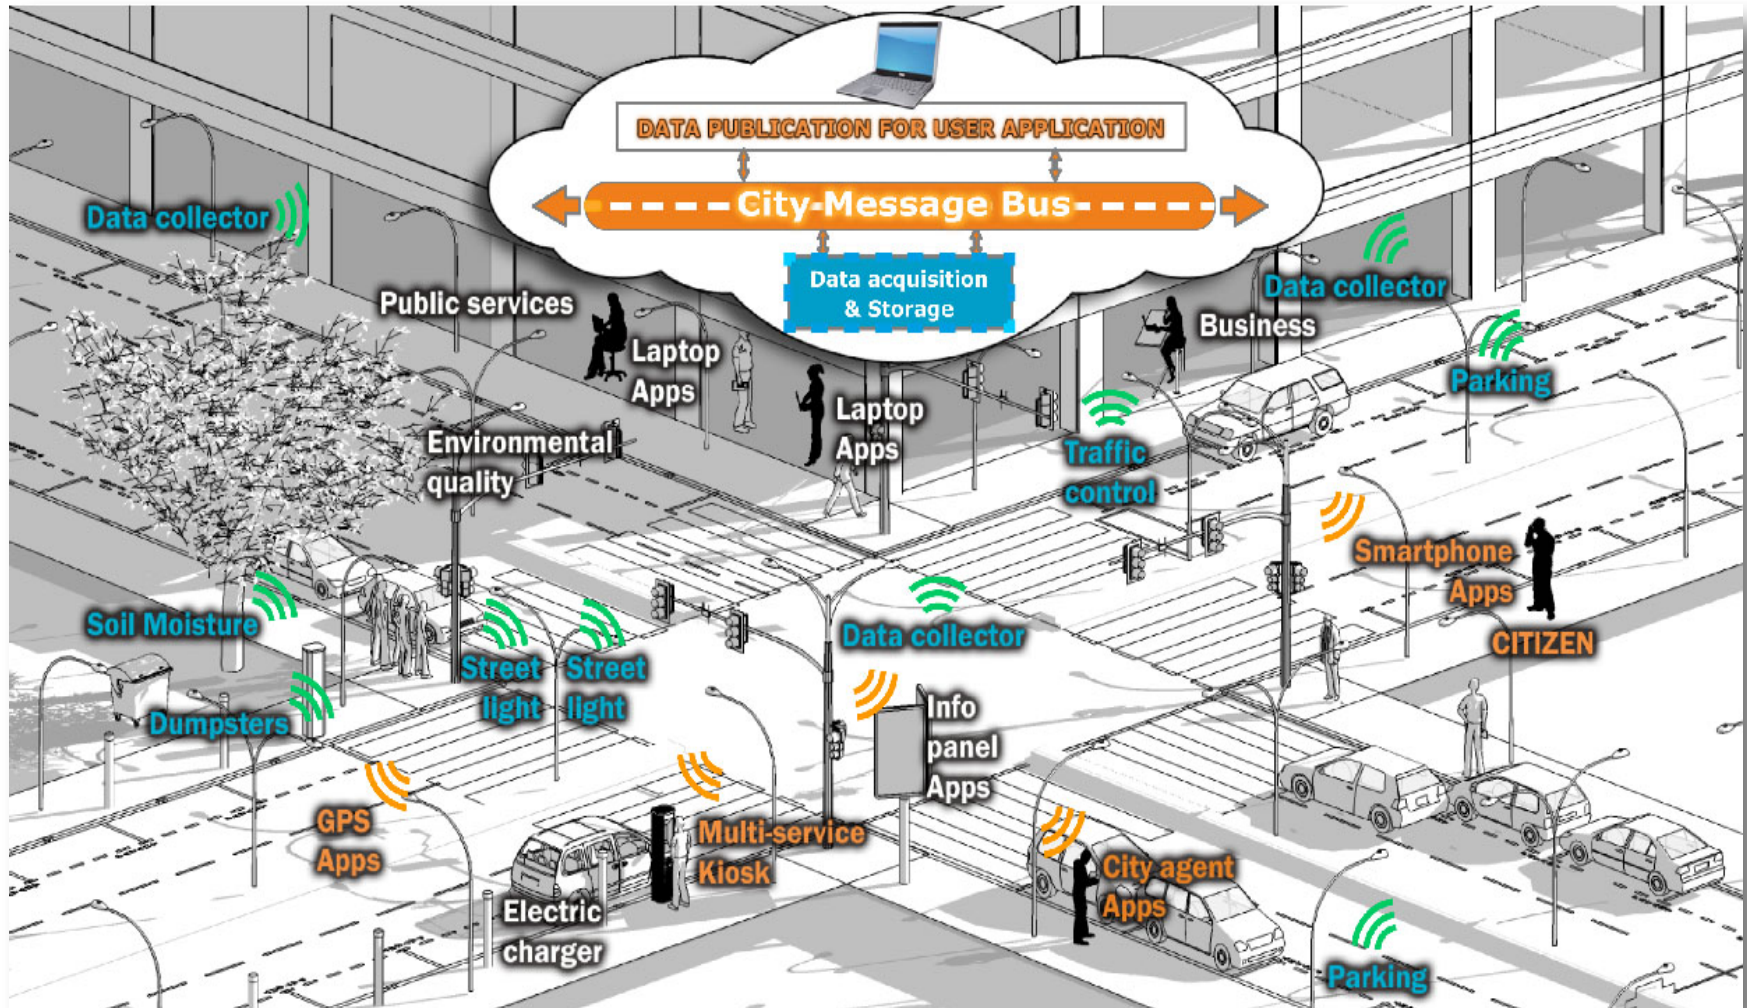 DATA PUBLICATION FOR USER APPLICATION
City Message Bus
Data acquisition
& Storage
Data collector
Public services
Laptop
Apps
Laptop
Apps
Business
Data collector
Parking
Environmental
quality
Traffic
control
Smartphone
Apps
CITIZEN
Soil Moisture
Street
light
Street
light
Data collector
Dumpsters
Info
panel
Apps
GPS
Apps
Multi-service
Kiosk
City agent
Apps
Electric
charger
Parking